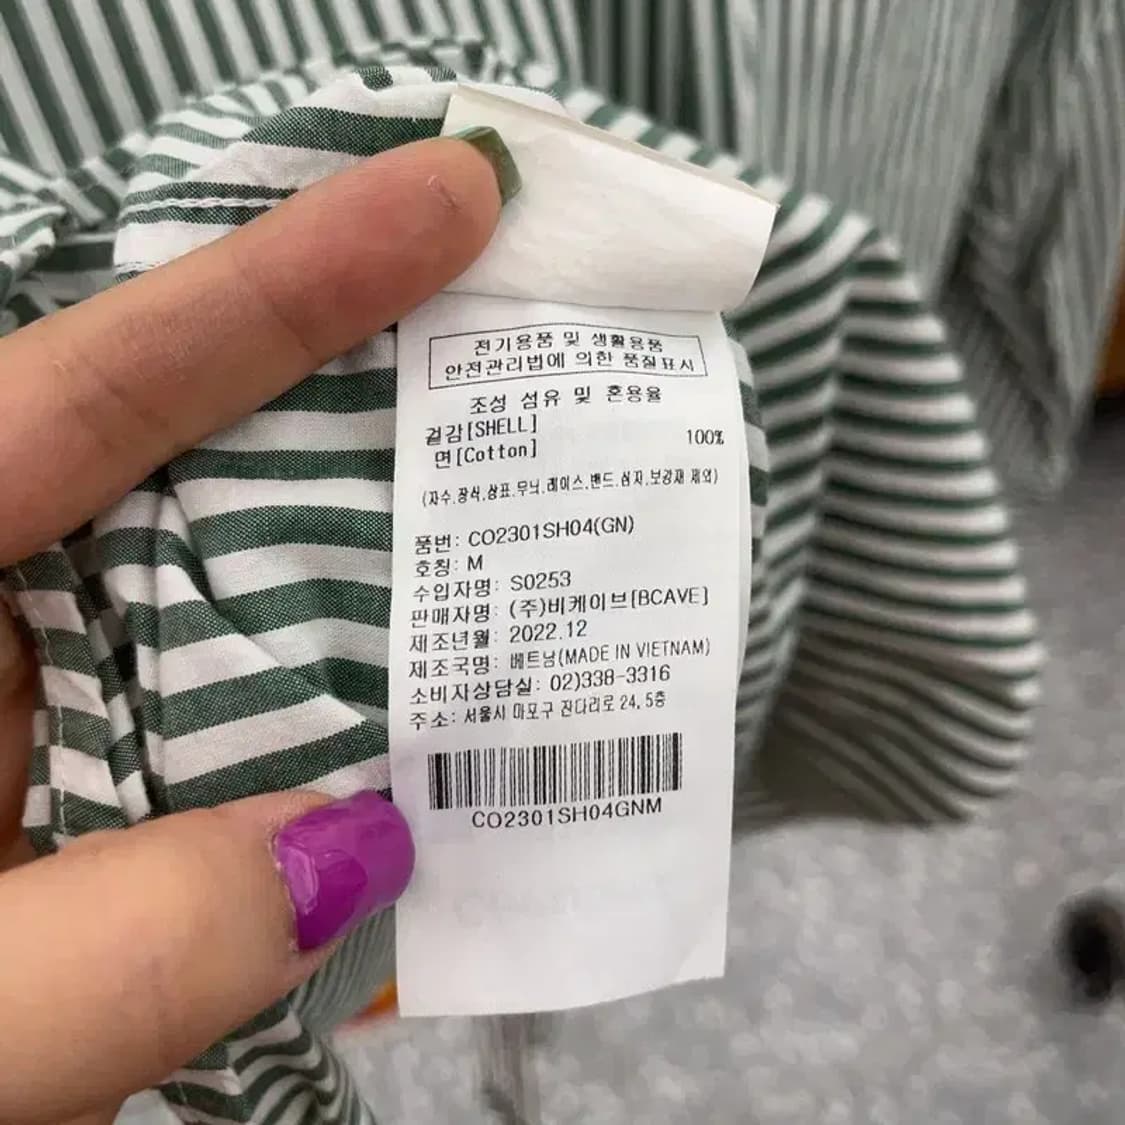 전기용품 및 생활용품
안전관리법에 의한 품질표시
조성 섬유 및 혼용율
겉감[SHELL]
면[Cotton] 100%
(자수.장식.상표.무늬.레이스.밴드.심지.보강재 제외)
품번: CO2301SH04(GN)
호칭: M
수입자명: S0253
판매자명: (주)비케이브[BCAVE]
제조년월: 2022.12
제조국명: 베트남(MADE IN VIETNAM)
소비자상담실: 02)338-3316
주소: 서울시 마포구 잔다리로 24, 5층
CO2301SH04GNM